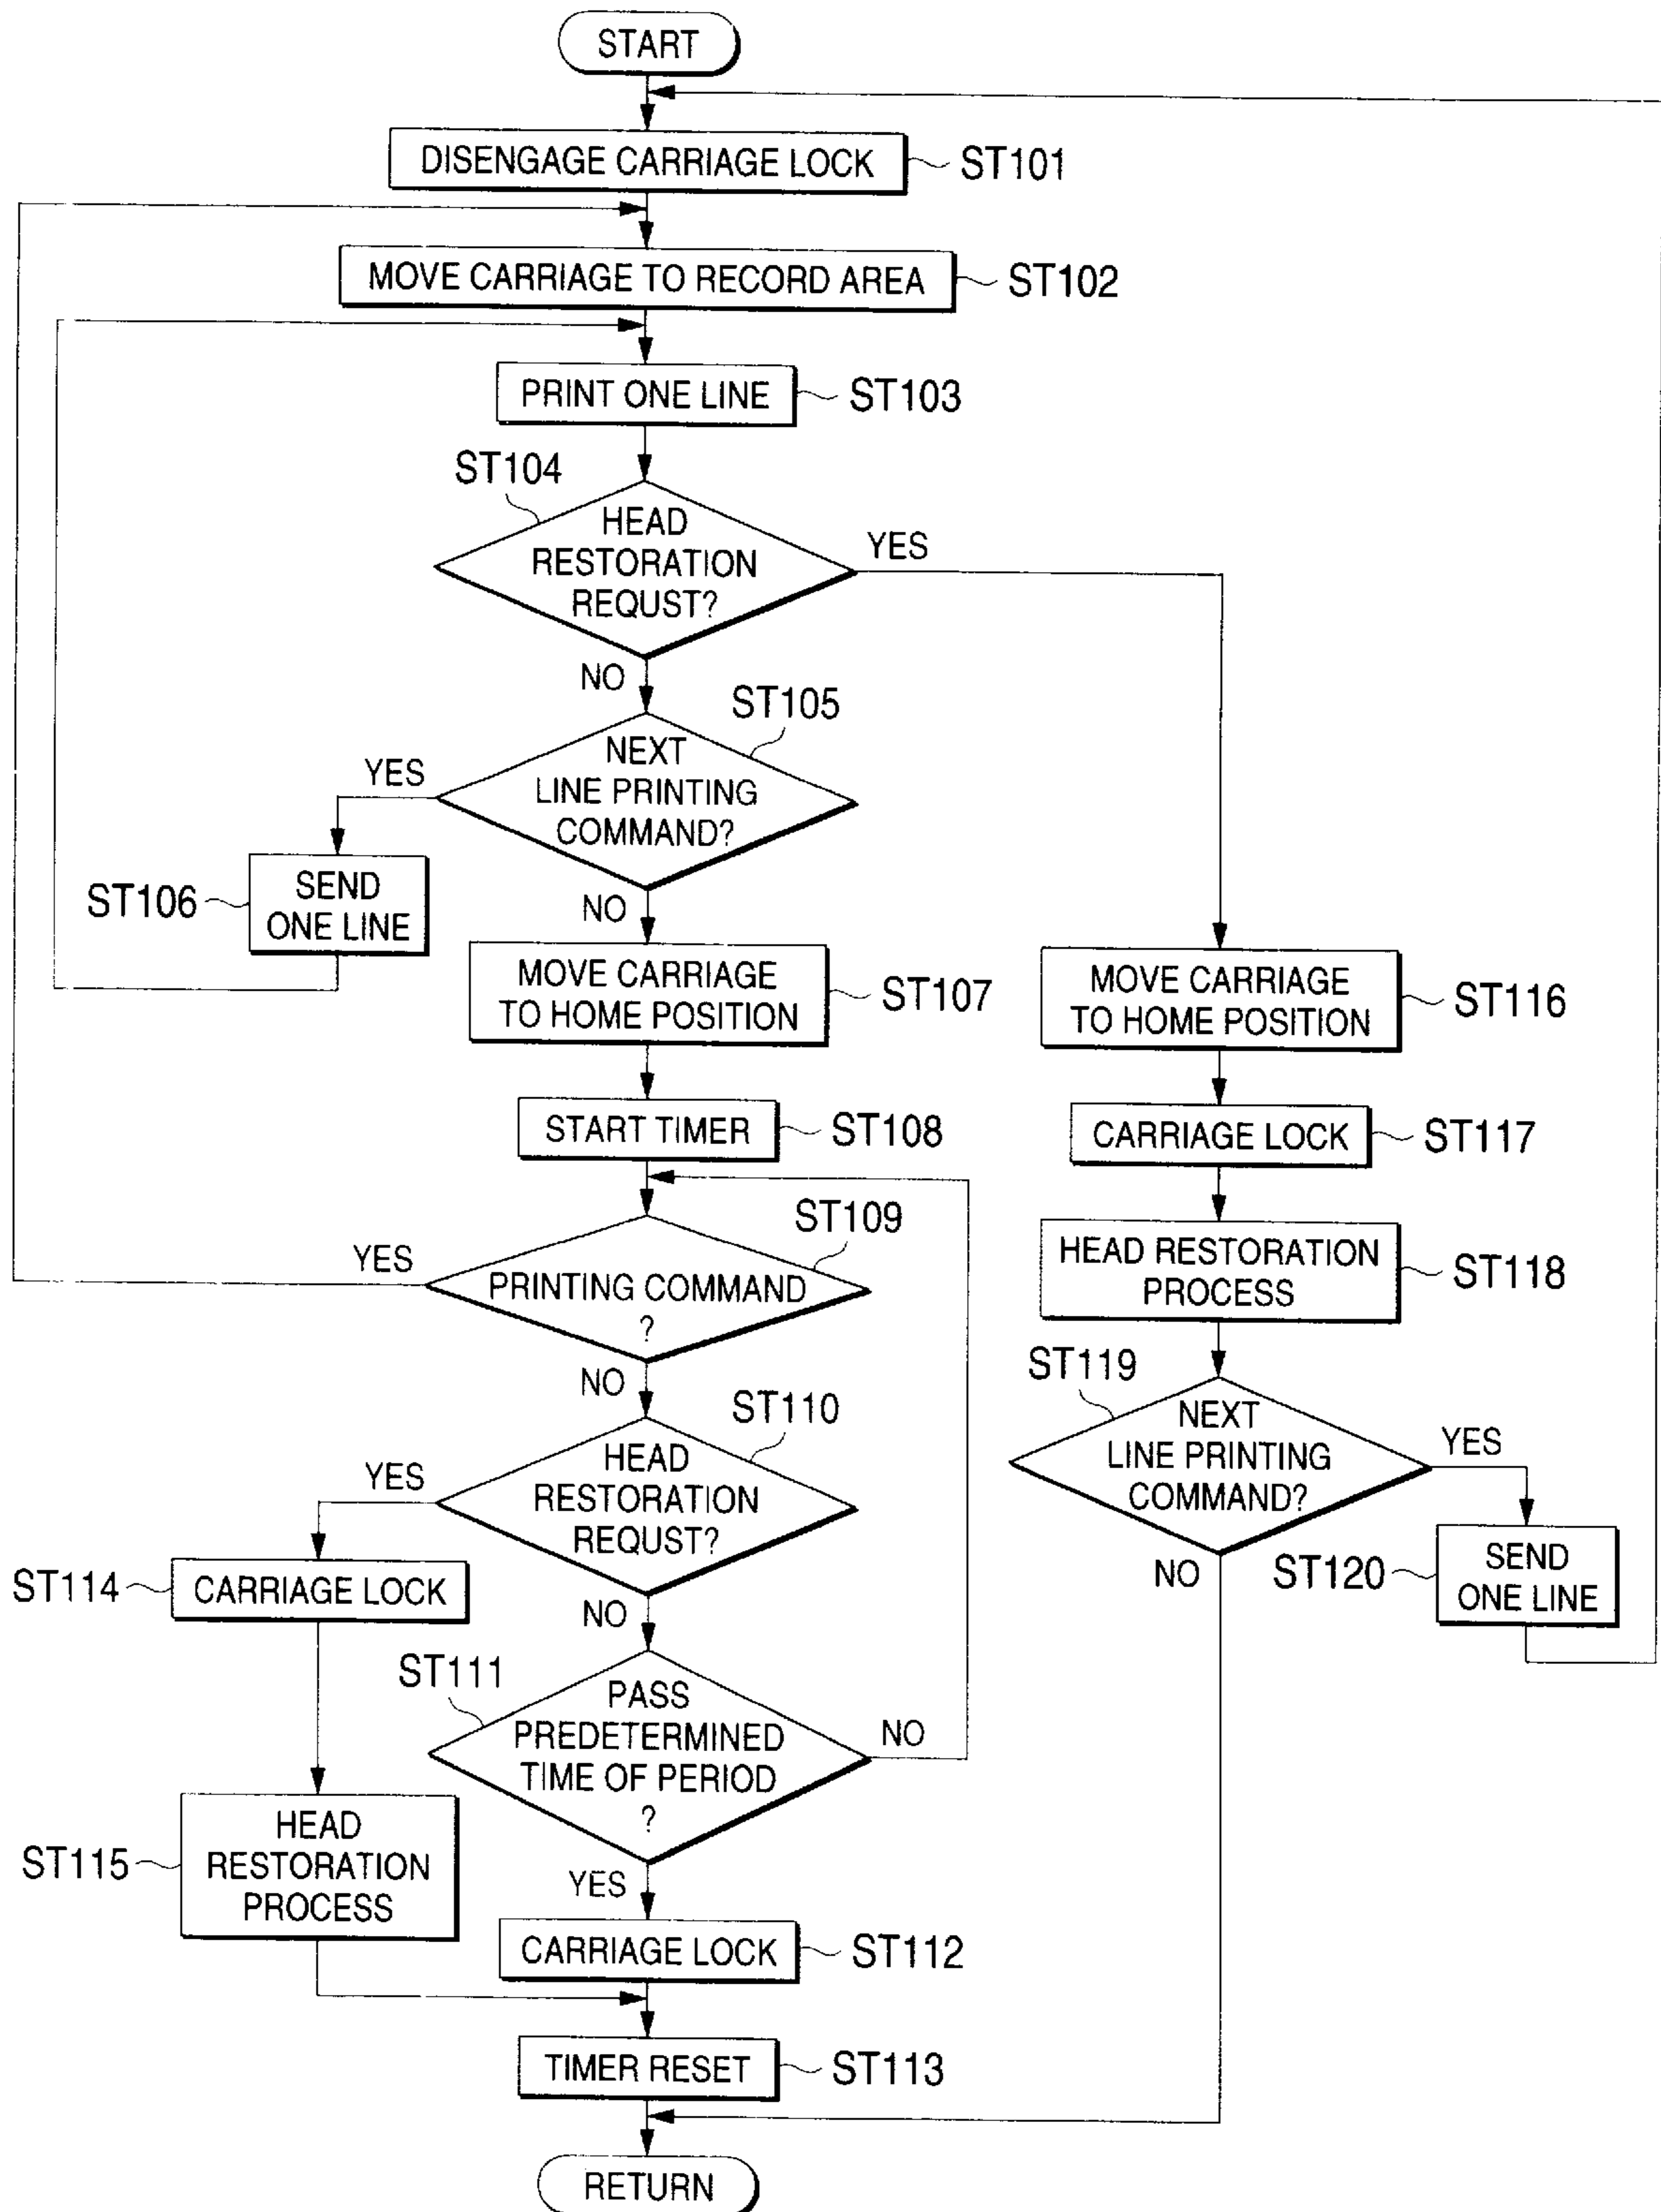 START
DISENGAGE CARRIAGE LOCK
ST101
MOVE CARRIAGE TO RECORD AREA
ST102
PRINT ONE LINE
ST103
ST104
HEAD
RESTORATION
REQUST?
YES
NO
ST105
NEXT
LINE PRINTING
COMMAND?
YES
ST106
SEND
ONE LINE
NO
MOVE CARRIAGE
TO HOME POSITION
ST107
START TIMER
ST108
ST109
PRINTING COMMAND
?
YES
NO
ST110
HEAD
RESTORATION
REQUST?
YES
ST114
CARRIAGE LOCK
NO
ST111
PASS
PREDETERMINED
TIME OF PERIOD
?
NO
ST115
HEAD
RESTORATION
PROCESS
YES
CARRIAGE LOCK
ST112
TIMER RESET
ST113
RETURN
MOVE CARRIAGE
TO HOME POSITION
ST116
CARRIAGE LOCK
ST117
HEAD RESTORATION
PROCESS
ST118
ST119
NEXT
LINE PRINTING
COMMAND?
YES
NO
ST120
SEND
ONE LINE